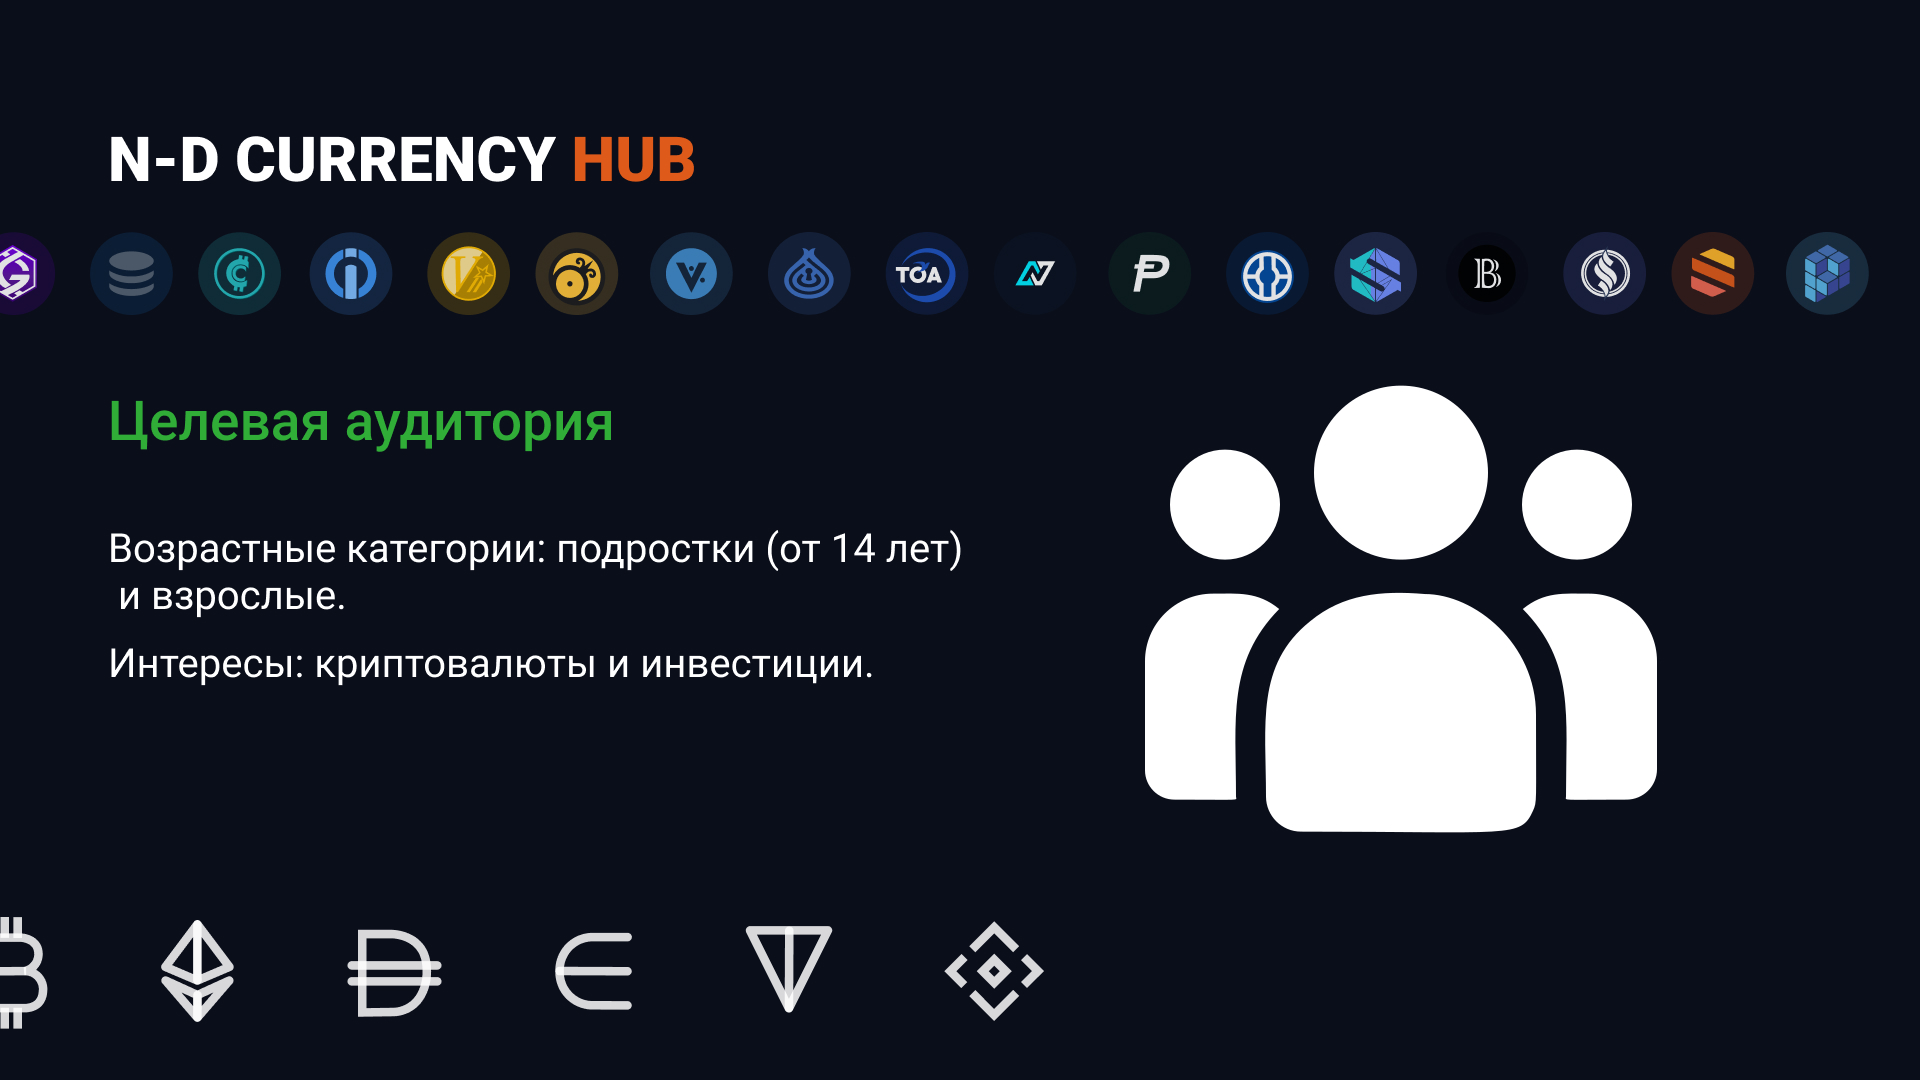 N-D CURRENCY HUB
TOA
Целевая аудитория
Возрастные категории: подростки (от 14 лет)
и взрослые.
Интересы: криптовалюты и инвестиции.